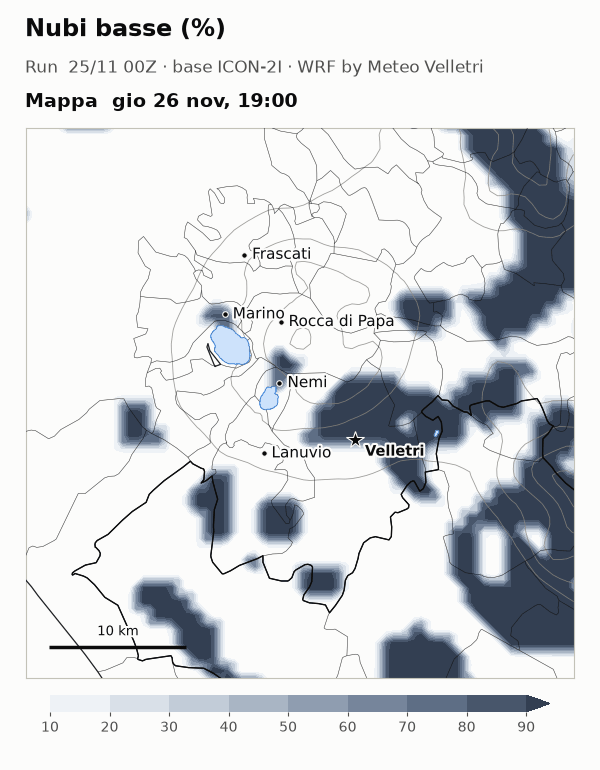 Nubi basse (%)
Run  25/11 00Z · base ICON-2I · WRF by Meteo Velletri
Mappa  gio 26 nov, 19:00
Frascati
Marino
Rocca di Papa
Nemi
Velletri
Lanuvio
10 km
10 20 30 40 50 60 70 80 90